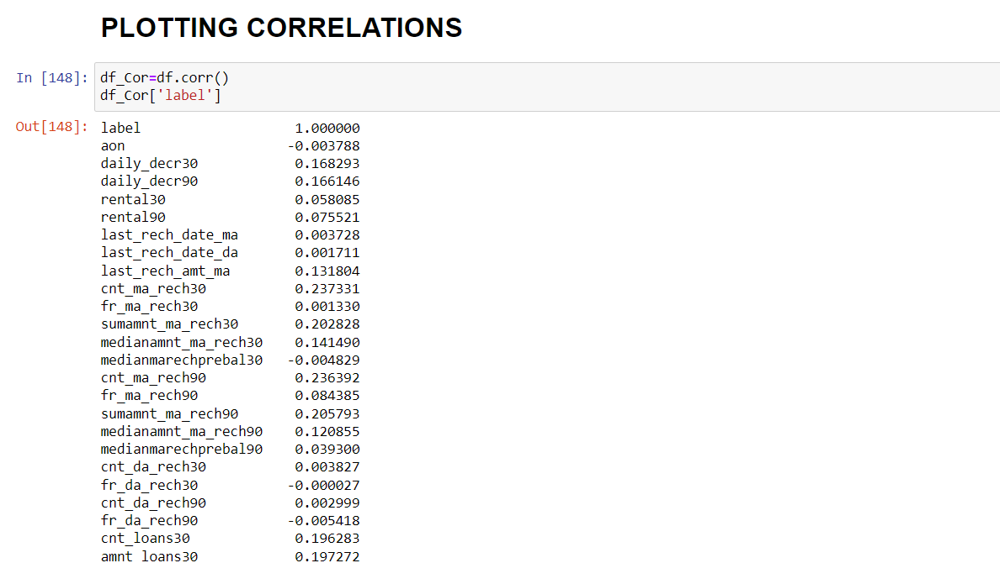 PLOTTING CORRELATIONS
In [148]: df_Cor=df.corr()
df_Cor['label']
Out[148]: label 1.000000
aon -0.003788
daily_decr30 0.168293
daily_decr90 0.166146
rental30 0.058085
rental90 0.075521
last_rech_date_ma 0.003728
last_rech_date_da 0.001711
last_rech_amt_ma 0.131804
cnt_ma_rech30 0.237331
fr_ma_rech30 0.001330
sumamnt_ma_rech30 0.202828
medianamnt_ma_rech30 0.141490
medianmarechprebal30 -0.004829
cnt_ma_rech90 0.236392
fr_ma_rech90 0.084385
sumamnt_ma_rech90 0.205793
medianamnt_ma_rech90 0.120855
medianmarechprebal90 0.039300
cnt_da_rech30 0.003827
fr_da_rech30 -0.000027
cnt_da_rech90 0.002999
fr_da_rech90 -0.005418
cnt_loans30 0.196283
amnt_loans30 0.197272